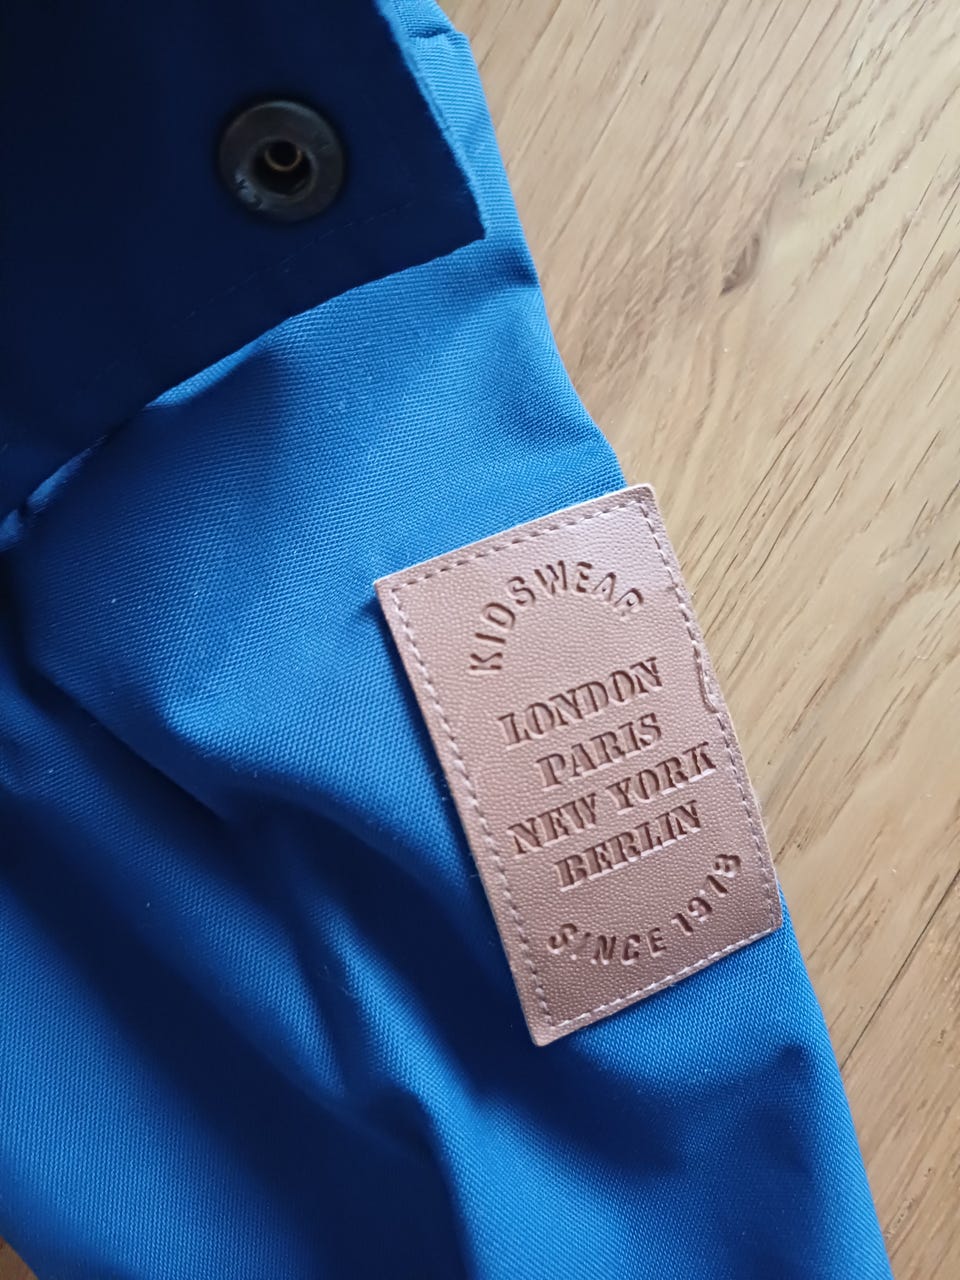 KIDSWEAR
LONDON
PARIS
NEW YORK
BERLIN
SINCE 1913